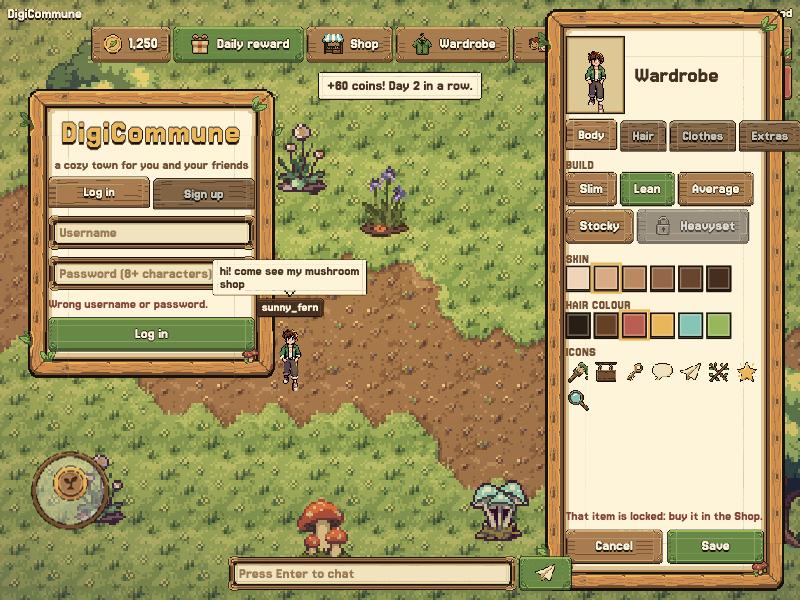 DigiCommune
1,250
Daily reward
Shop
Wardrobe
+60 coins! Day 2 in a row.
DigiCommune
a cozy town for you and your friends
Log in
Sign up
Username
Password (8+ characters)
Wrong username or password.
Log in
hi! come see my mushroom
shop
sunny_fern
Press Enter to chat
Wardrobe
Body
Hair
Clothes
Extras
BUILD
Slim
Lean
Average
Stocky
Heavyset
SKIN
HAIR COLOUR
ICONS
That item is loc: buy it in the Shop.
Cancel
Save